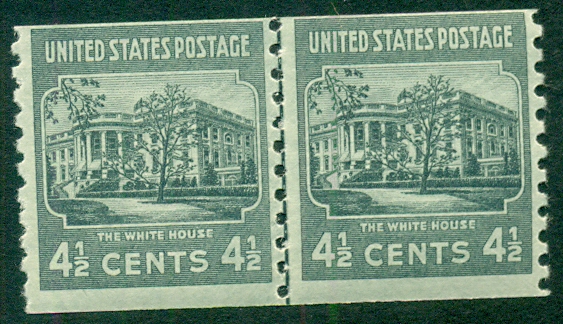 UNITED STATES POSTAGE
THE WHITE HOUSE
4½ CENTS 4½
UNITED STATES POSTAGE
THE WHITE HOUSE
4½ CENTS 4½